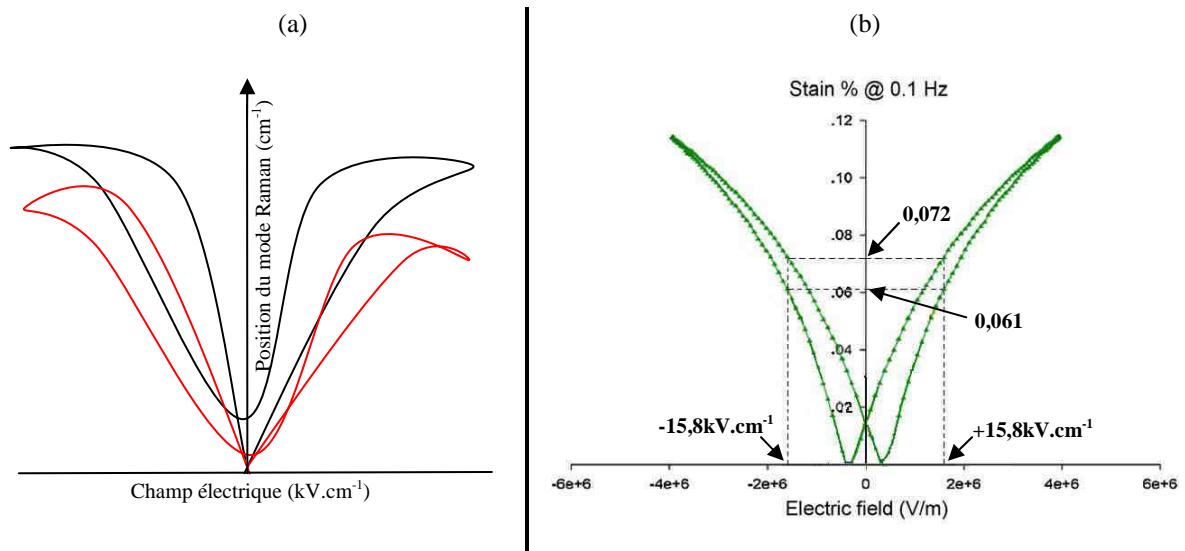 (a)
Position du mode Raman (cm-1)
Champ électrique (kV.cm-1)
(b)
Stain % @ 0.1 Hz
.12
.10
.08
0,072
.06
0,061
.04
.02
-15,8kV.cm-1
+15,8kV.cm-1
-6e+6 -4e+6 -2e+6 0 2e+6 4e+6 6e+6
Electric field (V/m)